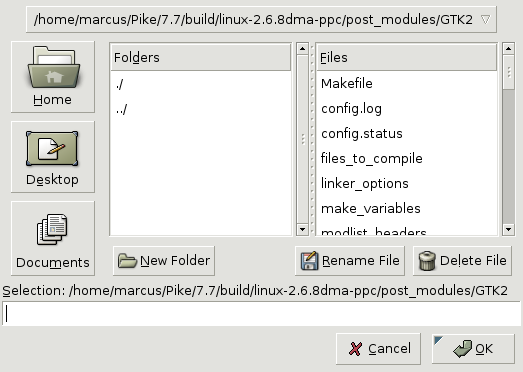 /home/marcus/Pike/7.7/build/linux-2.6.8dma-ppc/post_modules/GTK2
Home
Desktop
Documents
Folders
./
../
Files
Makefile
config.log
config.status
files_to_compile
linker_options
make_variables
modlist_headers
New Folder
Rename File
Delete File
Selection: /home/marcus/Pike/7.7/build/linux-2.6.8dma-ppc/post_modules/GTK2
Cancel
OK